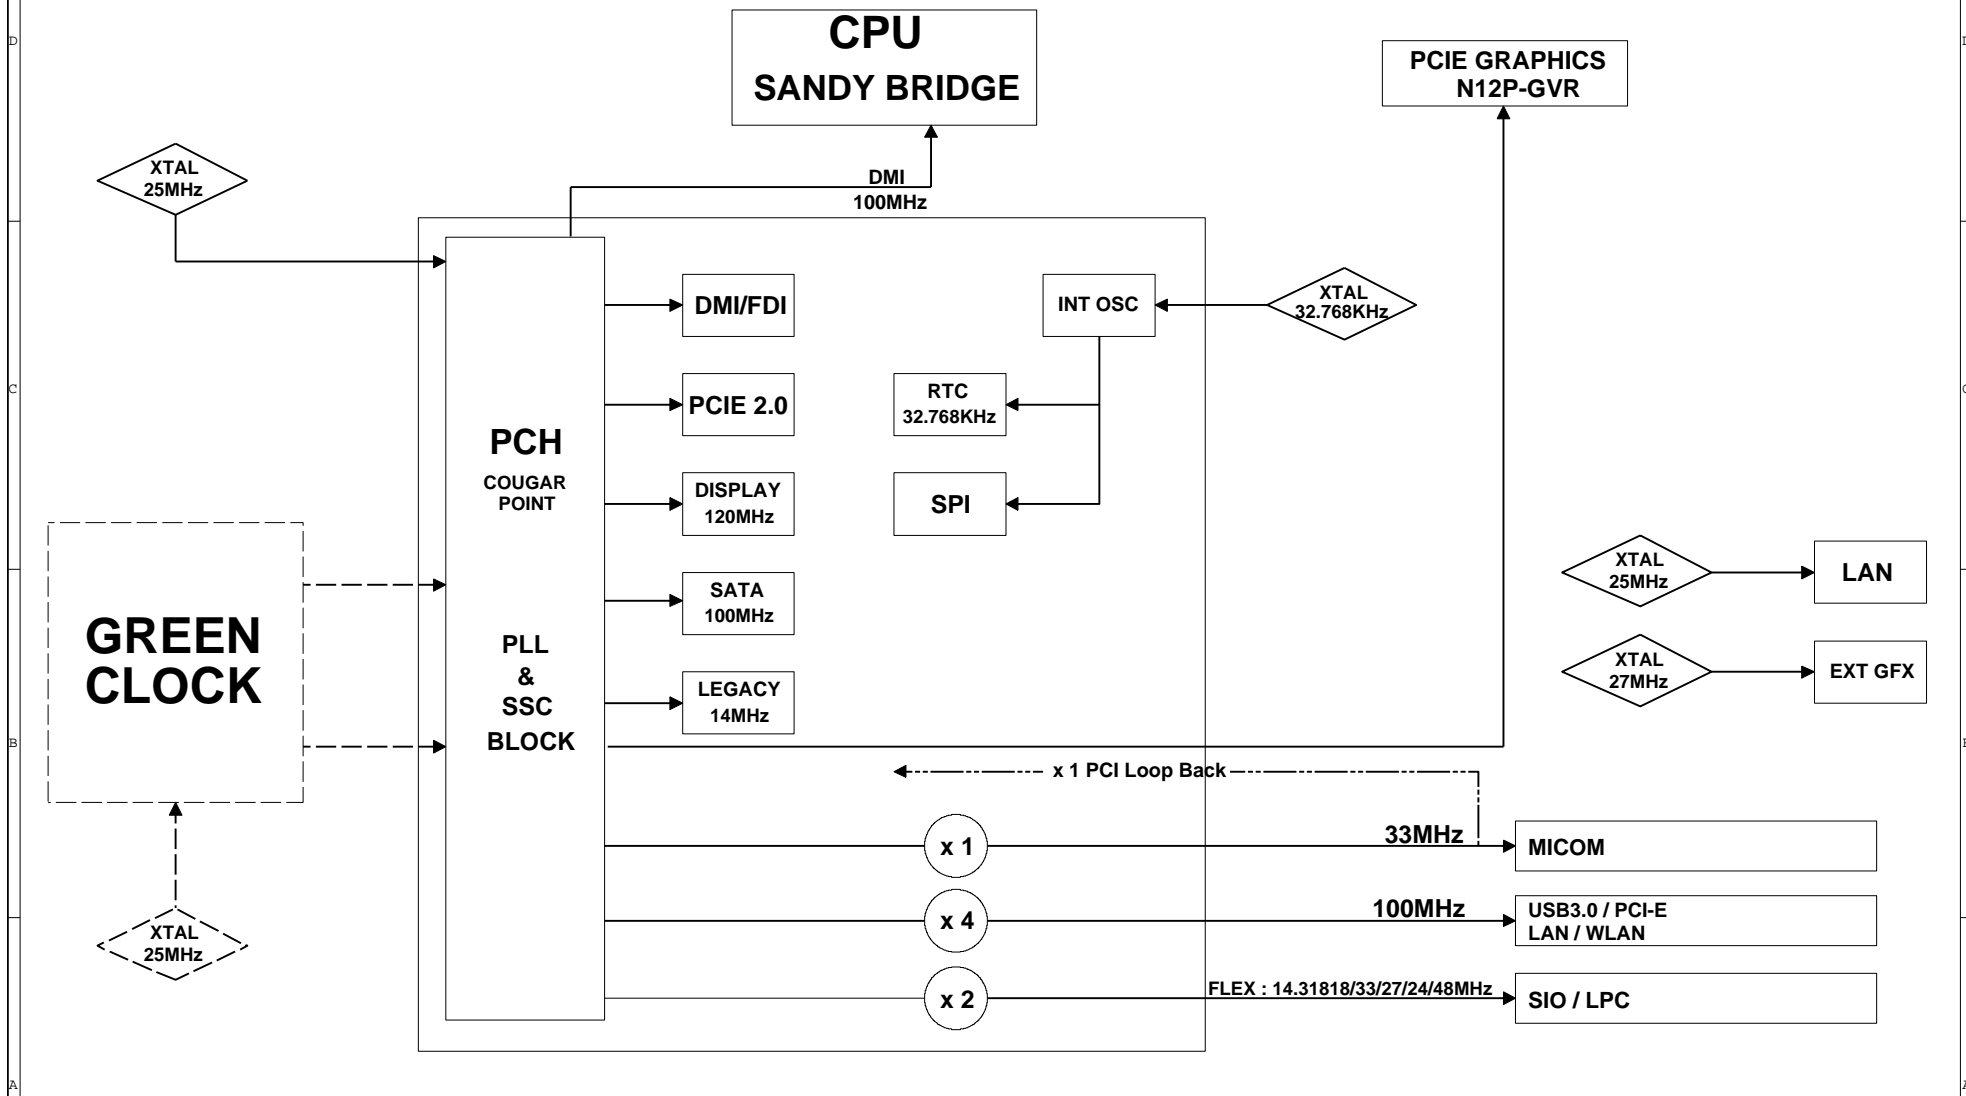 CPU
SANDY BRIDGE
PCIE GRAPHICS
N12P-GVR
D
XTAL
25MHz
DMI
100MHz
DMI/FDI
INT OSC
XTAL
32.768KHz
C
PCIE 2.0
RTC
32.768KHz
PCH
COUGAR
POINT
DISPLAY
120MHz
SPI
XTAL
25MHz
LAN
SATA
100MHz
GREEN
CLOCK
PLL
&
SSC
BLOCK
XTAL
27MHz
EXT GFX
LEGACY
14MHz
B
x 1 PCI Loop Back
x 1
33MHz
MICOM
x 4
100MHz
USB3.0 / PCI-E
LAN / WLAN
XTAL
25MHz
x 2
FLEX : 14.31818/33/27/24/48MHz
SIO / LPC
A